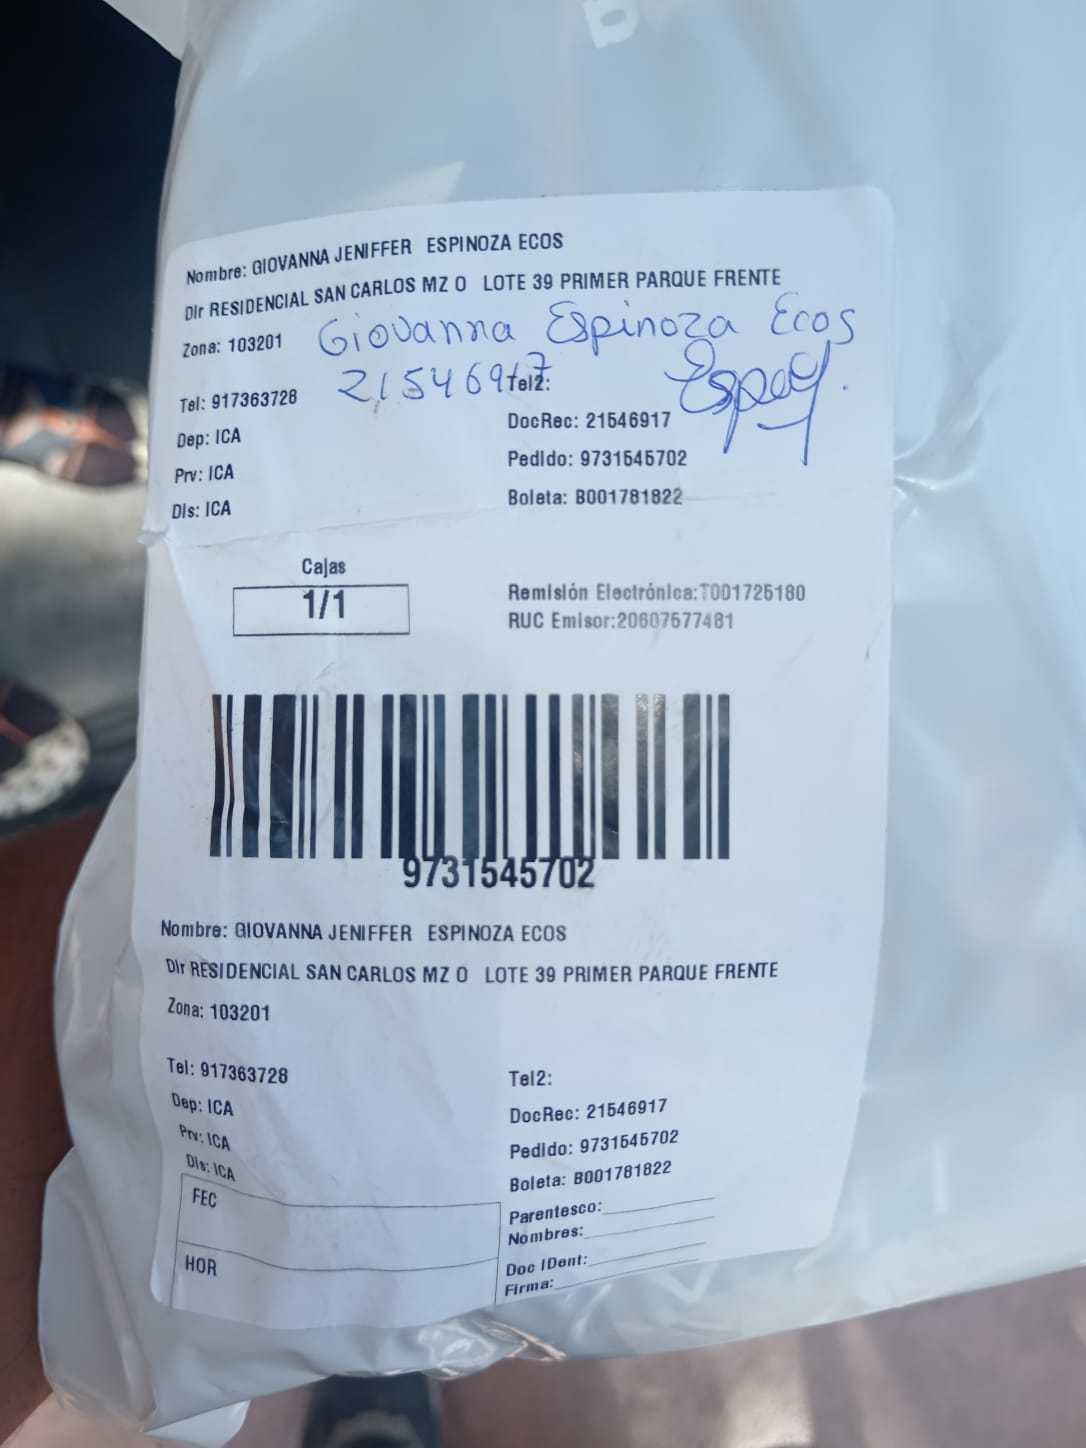 Nombre: GIOVANNA JENIFFER ESPINOZA ECOS
Dir RESIDENCIAL SAN CARLOS MZ O LOTE 39 PRIMER PARQUE FRENTE
Zona: 103201
Giovanna Espinoza Ecos
21546917
Tel: 917363728
Tel2:
Dep: ICA
DocRec: 21546917
Prv: ICA
Pedido: 9731545702
Dis: ICA
Boleta: B001781822
Cajas
1/1
Remisión Electrónica:T001725180
RUC Emisor:20607577481
9731545702
Nombre: GIOVANNA JENIFFER ESPINOZA ECOS
Dir RESIDENCIAL SAN CARLOS MZ O LOTE 39 PRIMER PARQUE FRENTE
Zona: 103201
Tel: 917363728
Tel2:
Dep: ICA
DocRec: 21546917
Prv: ICA
Pedido: 9731545702
Dis: ICA
Boleta: B001781822
FEC
Parentesco:
Nombres:
HOR
Doc IDent:
Firma: